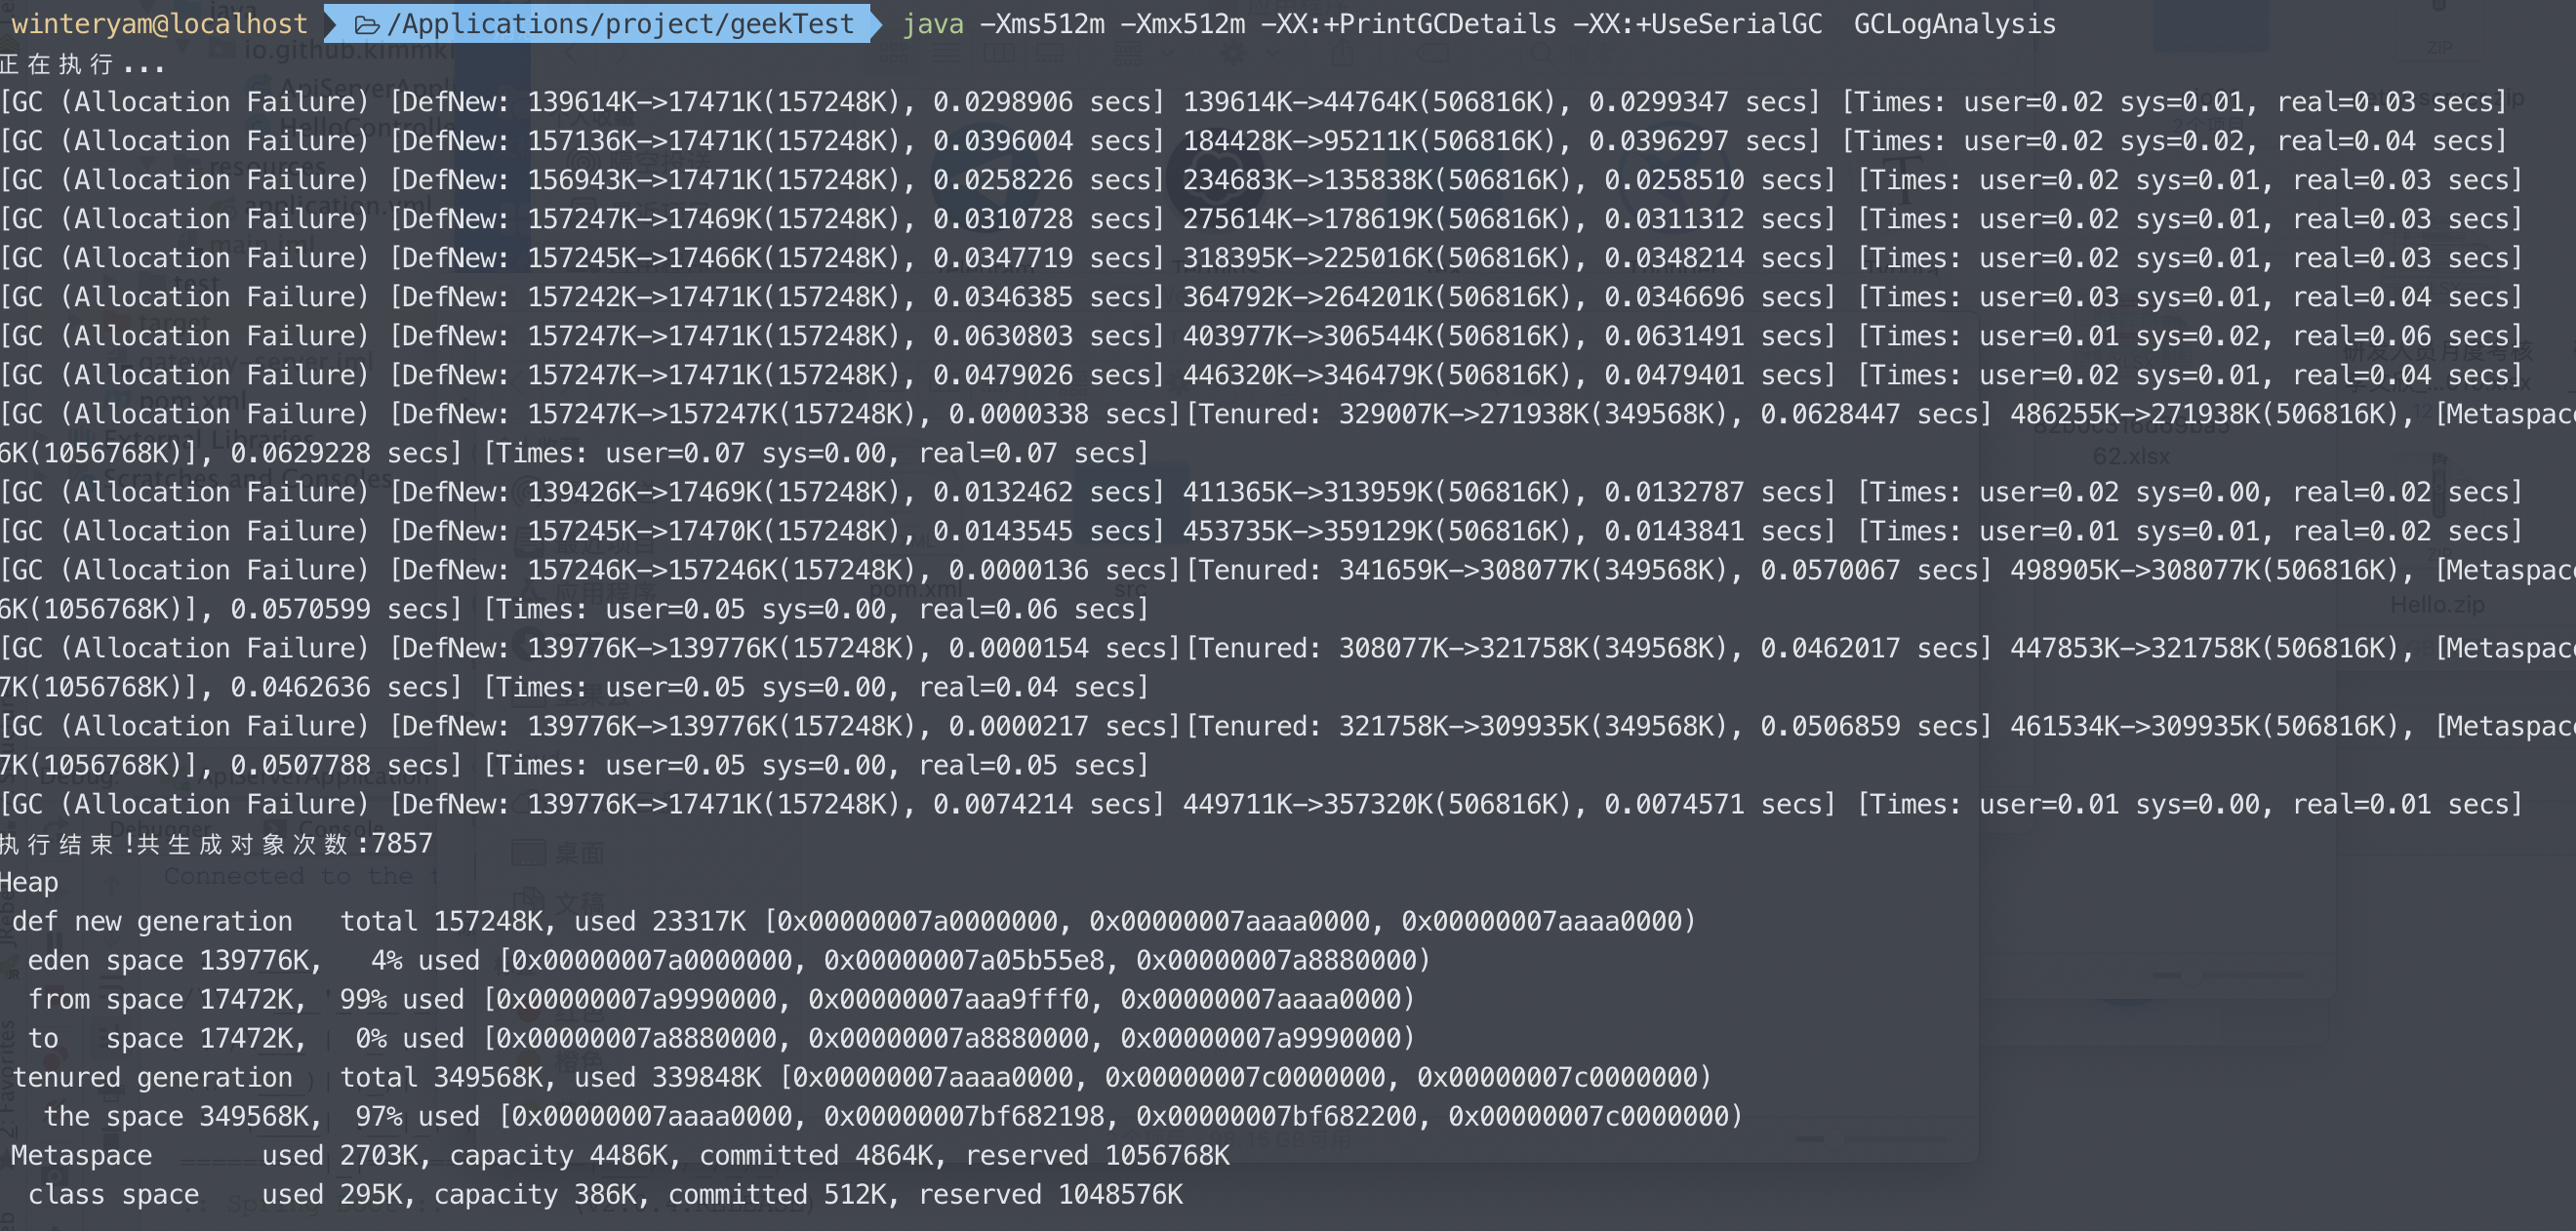 winteryam@localhost /Applications/project/geekTest java -Xms512m -Xmx512m -XX:+PrintGCDetails -XX:+UseSerialGC  GCLogAnalysis
正在执行...
[GC (Allocation Failure) [DefNew: 139614K->17471K(157248K), 0.0298906 secs] 139614K->44764K(506816K), 0.0299347 secs] [Times: user=0.02 sys=0.01, real=0.03 secs]
[GC (Allocation Failure) [DefNew: 157136K->17471K(157248K), 0.0396004 secs] 184428K->95211K(506816K), 0.0396297 secs] [Times: user=0.02 sys=0.02, real=0.04 secs]
[GC (Allocation Failure) [DefNew: 156943K->17471K(157248K), 0.0258226 secs] 234683K->135838K(506816K), 0.0258510 secs] [Times: user=0.02 sys=0.01, real=0.03 secs]
[GC (Allocation Failure) [DefNew: 157247K->17469K(157248K), 0.0310728 secs] 275614K->178619K(506816K), 0.0311312 secs] [Times: user=0.02 sys=0.01, real=0.03 secs]
[GC (Allocation Failure) [DefNew: 157245K->17466K(157248K), 0.0347719 secs] 318395K->225016K(506816K), 0.0348214 secs] [Times: user=0.02 sys=0.01, real=0.03 secs]
[GC (Allocation Failure) [DefNew: 157242K->17471K(157248K), 0.0346385 secs] 364792K->264201K(506816K), 0.0346696 secs] [Times: user=0.03 sys=0.01, real=0.04 secs]
[GC (Allocation Failure) [DefNew: 157247K->17471K(157248K), 0.0630803 secs] 403977K->306544K(506816K), 0.0631491 secs] [Times: user=0.01 sys=0.02, real=0.06 secs]
[GC (Allocation Failure) [DefNew: 157247K->17471K(157248K), 0.0479026 secs] 446320K->346479K(506816K), 0.0479401 secs] [Times: user=0.02 sys=0.01, real=0.04 secs]
[GC (Allocation Failure) [DefNew: 157247K->157247K(157248K), 0.0000338 secs][Tenured: 329007K->271938K(349568K), 0.0628447 secs] 486255K->271938K(506816K), [Metaspac
6K(1056768K)], 0.0629228 secs] [Times: user=0.07 sys=0.00, real=0.07 secs]
[GC (Allocation Failure) [DefNew: 139426K->17469K(157248K), 0.0132462 secs] 411365K->313959K(506816K), 0.0132787 secs] [Times: user=0.02 sys=0.00, real=0.02 secs]
[GC (Allocation Failure) [DefNew: 157245K->17470K(157248K), 0.0143545 secs] 453735K->359129K(506816K), 0.0143841 secs] [Times: user=0.01 sys=0.01, real=0.02 secs]
[GC (Allocation Failure) [DefNew: 157246K->157246K(157248K), 0.0000136 secs][Tenured: 341659K->308077K(349568K), 0.0570067 secs] 498905K->308077K(506816K), [Metaspac
6K(1056768K)], 0.0570599 secs] [Times: user=0.05 sys=0.00, real=0.06 secs]
[GC (Allocation Failure) [DefNew: 139776K->139776K(157248K), 0.0000154 secs][Tenured: 308077K->321758K(349568K), 0.0462017 secs] 447853K->321758K(506816K), [Metaspac
7K(1056768K)], 0.0462636 secs] [Times: user=0.05 sys=0.00, real=0.04 secs]
[GC (Allocation Failure) [DefNew: 139776K->139776K(157248K), 0.0000217 secs][Tenured: 321758K->309935K(349568K), 0.0506859 secs] 461534K->309935K(506816K), [Metaspac
7K(1056768K)], 0.0507788 secs] [Times: user=0.05 sys=0.00, real=0.05 secs]
[GC (Allocation Failure) [DefNew: 139776K->17471K(157248K), 0.0074214 secs] 449711K->357320K(506816K), 0.0074571 secs] [Times: user=0.01 sys=0.00, real=0.01 secs]
执行结束!共生成对象次数:7857
Heap
 def new generation   total 157248K, used 23317K [0x00000007a0000000, 0x00000007aaaa0000, 0x00000007aaaa0000)
  eden space 139776K,   4% used [0x00000007a0000000, 0x00000007a05b55e8, 0x00000007a8880000)
  from space 17472K,  99% used [0x00000007a9990000, 0x00000007aaa9fff0, 0x00000007aaaa0000)
  to   space 17472K,   0% used [0x00000007a8880000, 0x00000007a8880000, 0x00000007a9990000)
 tenured generation   total 349568K, used 339848K [0x00000007aaaa0000, 0x00000007c0000000, 0x00000007c0000000)
   the space 349568K,  97% used [0x00000007aaaa0000, 0x00000007bf682198, 0x00000007bf682200, 0x00000007c0000000)
 Metaspace       used 2703K, capacity 4486K, committed 4864K, reserved 1056768K
  class space    used 295K, capacity 386K, committed 512K, reserved 1048576K